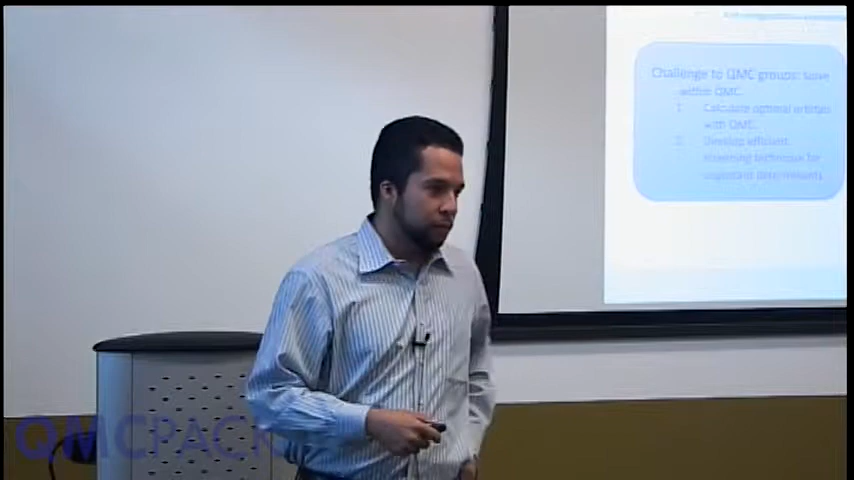 Challenge to QMC groups: solve
within QMC.
1. Calculate optimal orbitals
with QMC.
2. Develop efficient
screening technique for
important determinants.
QMCPACK